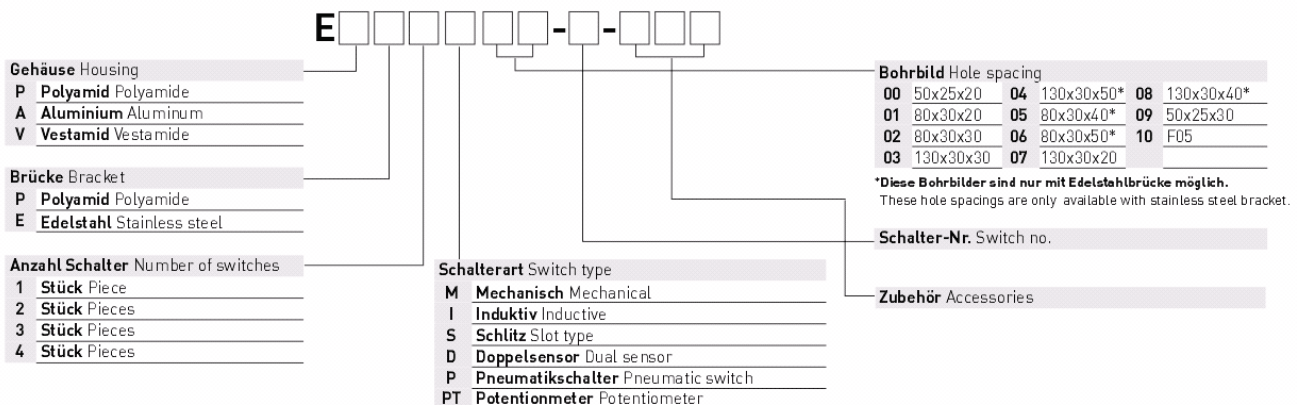 E - -
Gehäuse Housing
P Polyamid Polyamide
A Aluminium Aluminum
V Vestamid Vestamide
Brücke Bracket
P Polyamid Polyamide
E Edelstahl Stainless steel
Anzahl Schalter Number of switches
1 Stück Piece
2 Stück Pieces
3 Stück Pieces
4 Stück Pieces
Schalterart Switch type
M Mechanisch Mechanical
I Induktiv Inductive
S Schlitz Slot type
D Doppelsensor Dual sensor
P Pneumatikschalter Pneumatic switch
PT Potentionmeter Potentiometer
Bohrbild Hole spacing
00 50x25x20 04 130x30x50* 08 130x30x40*
01 80x30x20 05 80x30x40* 09 50x25x30
02 80x30x30 06 80x30x50* 10 F05
03 130x30x30 07 130x30x20
*Diese Bohrbilder sind nur mit Edelstahlbrücke möglich.
These hole spacings are only available with stainless steel bracket.
Schalter-Nr. Switch no.
Zubehör Accessories